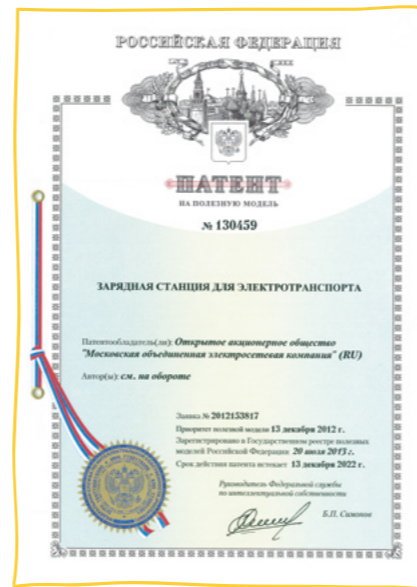 РОССИЙСКАЯ ФЕДЕРАЦИЯ
ПАТЕНТ
НА ПОЛЕЗНУЮ МОДЕЛЬ
№ 130459
ЗАРЯДНАЯ СТАНЦИЯ ДЛЯ ЭЛЕКТРОТРАНСПОРТА
Патентообладатель(ли): Открытое акционерное общество
"Московская объединенная электросетевая компания" (RU)
Автор(ы): см. на обороте
Заявка № 2012153817
Приоритет полезной модели 13 декабря 2012 г.
Зарегистрировано в Государственном реестре полезных
моделей Российской Федерации 20 июля 2013 г.
Срок действия патента истекает 13 декабря 2022 г.
Руководитель Федеральной службы
по интеллектуальной собственности
Б.П. Симонов